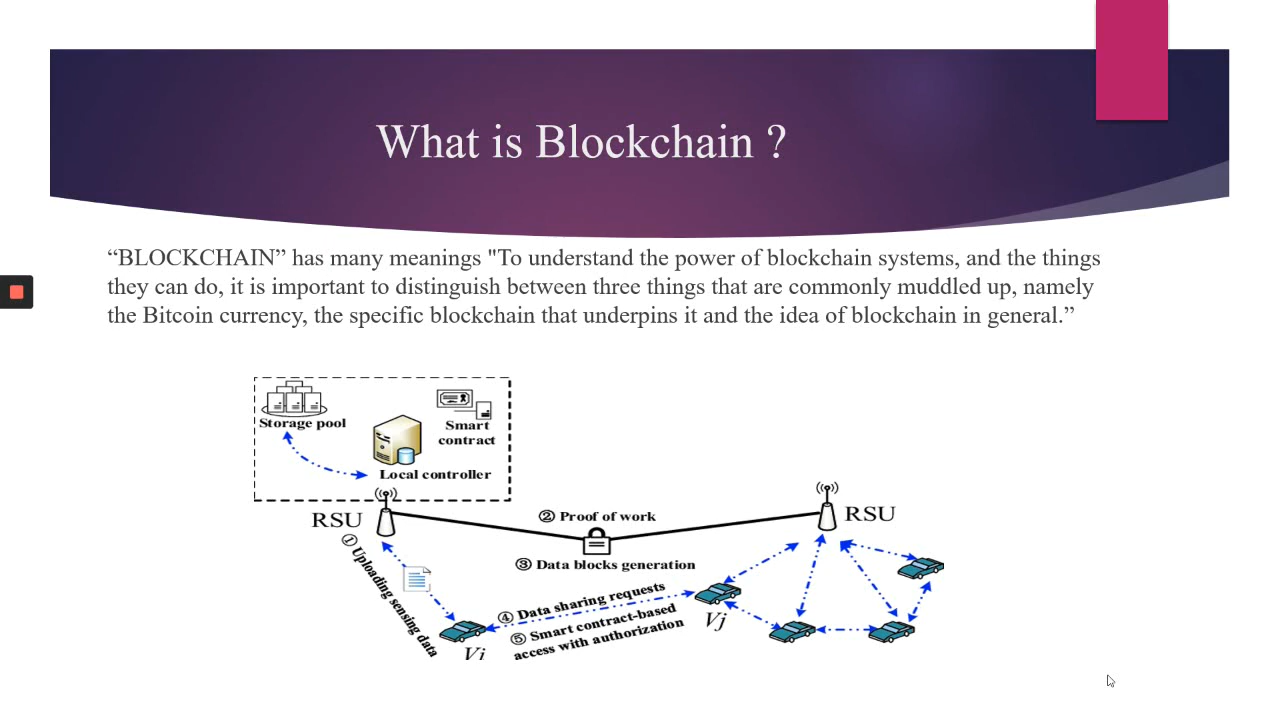 What is Blockchain ?
“BLOCKCHAIN” has many meanings "To understand the power of blockchain systems, and the things
they can do, it is important to distinguish between three things that are commonly muddled up, namely
the Bitcoin currency, the specific blockchain that underpins it and the idea of blockchain in general.”
Storage pool
Smart
contract
Local controller
RSU
② Proof of work
RSU
① Uploading sensing data
③ Data blocks generation
④ Data sharing requests
⑤ Smart contract-based
access with authorization
Vi
Vj